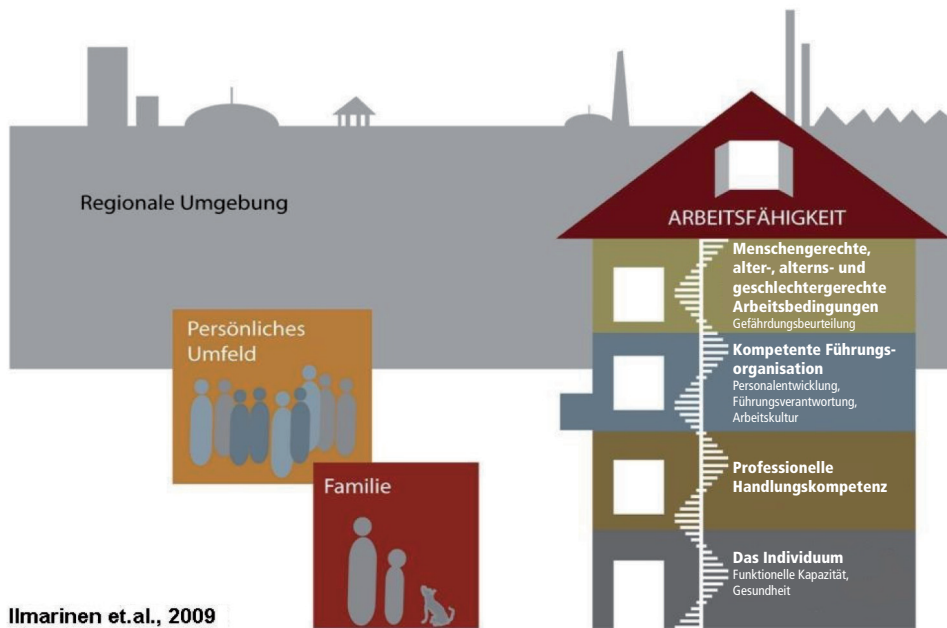 Regionale Umgebung
Persönliches
Umfeld
Familie
ARBEITSFÄHIGKEIT
Menschengerechte,
alter-, alterns- und
geschlechtergerechte
Arbeitsbedingungen
Gefährdungsbeurteilung
Kompetente Führungs-
organisation
Personalentwicklung,
Führungsverantwortung,
Arbeitskultur
Professionelle
Handlungskompetenz
Das Individuum
Funktionelle Kapazität,
Gesundheit
Ilmarinen et.al., 2009